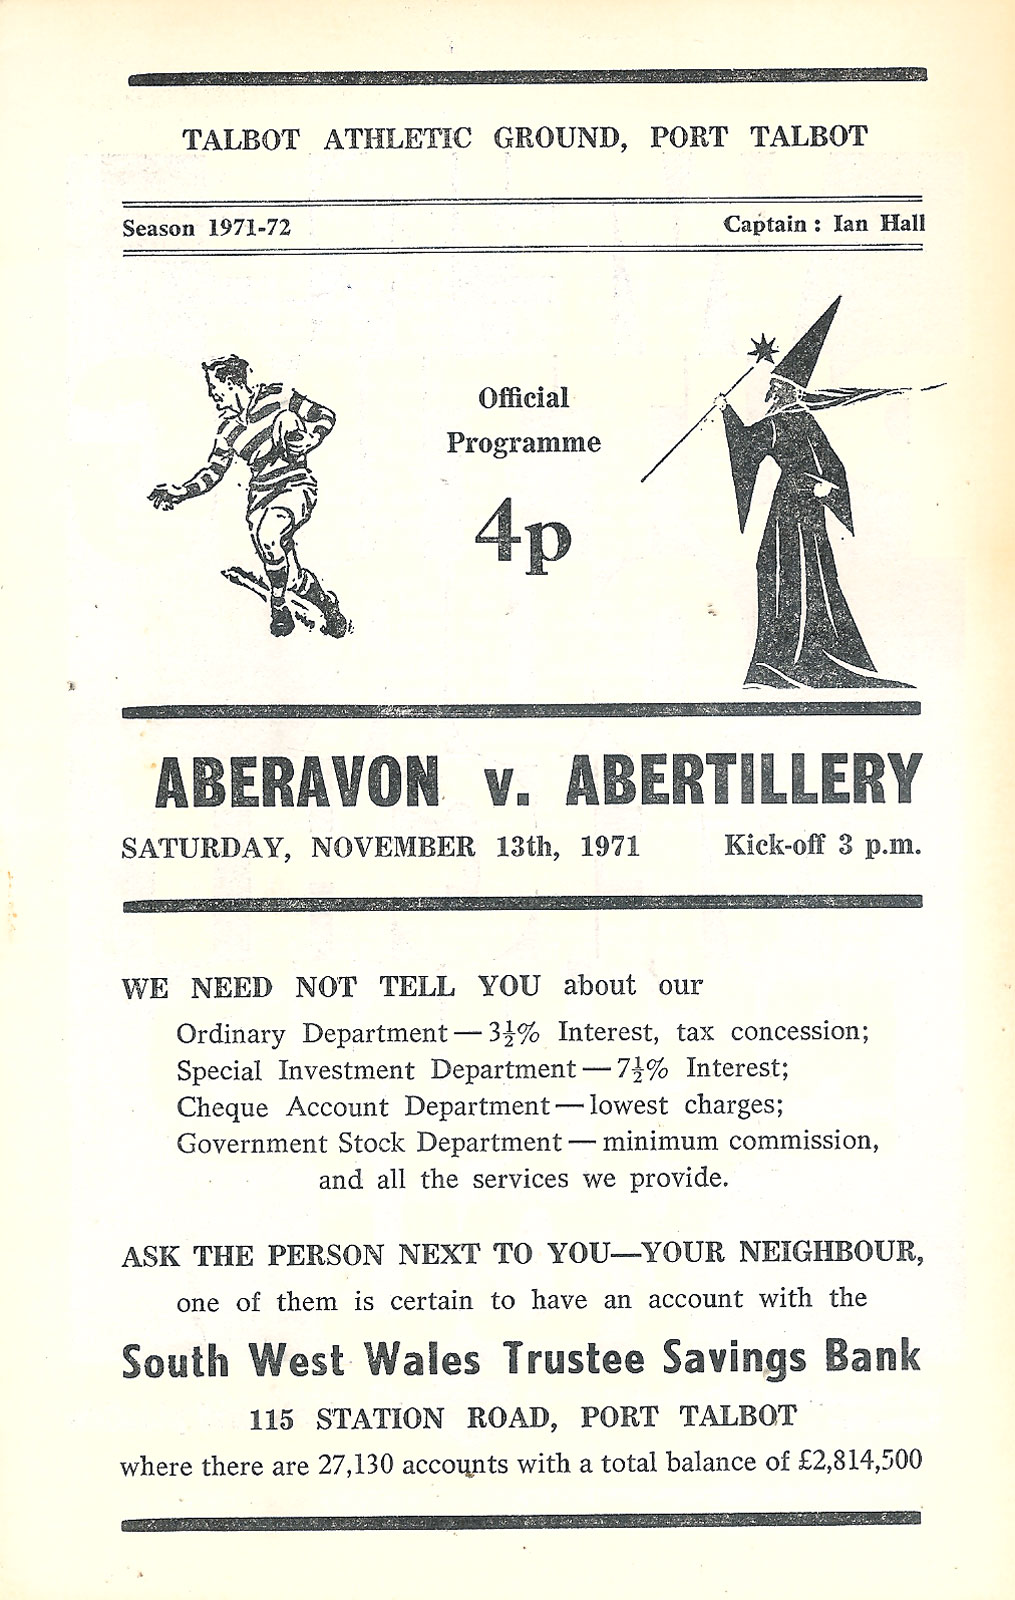 TALBOT ATHLETIC GROUND, PORT TALBOT
Season 1971-72 Captain : Ian Hall
Official
Programme
4p
ABERAVON v. ABERTILLERY
SATURDAY, NOVEMBER 13th, 1971 Kick-off 3 p.m.
WE NEED NOT TELL YOU about our
Ordinary Department — 3½% Interest, tax concession;
Special Investment Department — 7½% Interest;
Cheque Account Department — lowest charges;
Government Stock Department — minimum commission,
and all the services we provide.
ASK THE PERSON NEXT TO YOU—YOUR NEIGHBOUR,
one of them is certain to have an account with the
South West Wales Trustee Savings Bank
115 STATION ROAD, PORT TALBOT
where there are 27,130 accounts with a total balance of £2,814,500